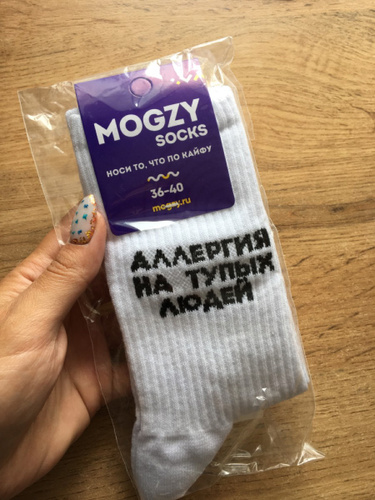 MOGZY
SOCKS
НОСИ ТО, ЧТО ПО КАЙФУ
36-40
mogzy.ru
АЛЛЕРГИЯ
НА ТУПЫХ
ЛЮДЕЙ